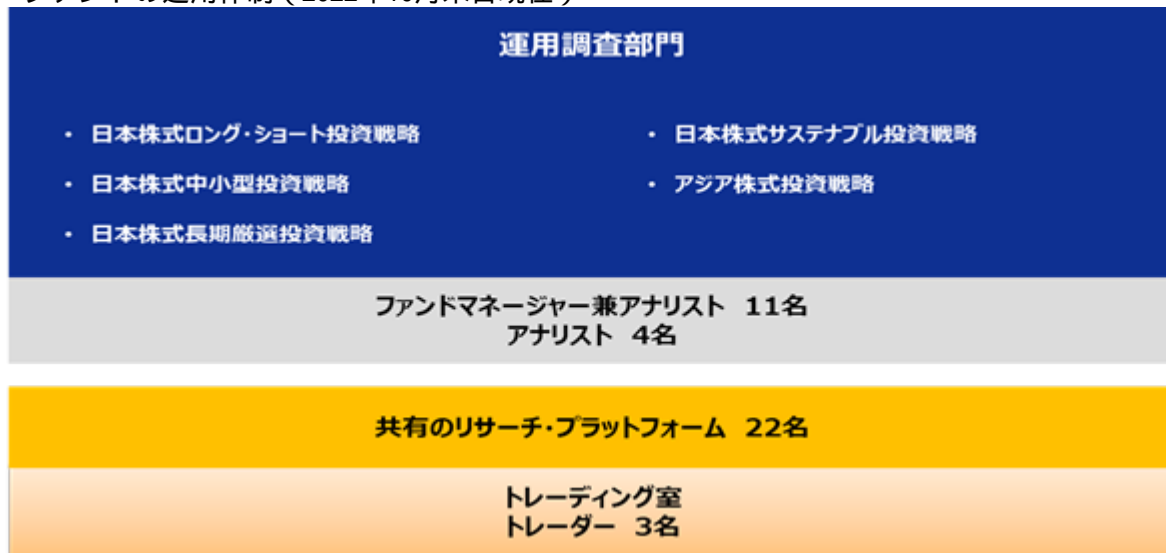 運用調査部門
・ 日本株式ロング・ショート投資戦略
・ 日本株式サステナブル投資戦略
・ 日本株式中小型投資戦略
・ アジア株式投資戦略
・ 日本株式長期厳選投資戦略
ファンドマネージャー兼アナリスト 11名
アナリスト 4名
共有のリサーチ・プラットフォーム 22名
トレーディング室
トレーダー 3名